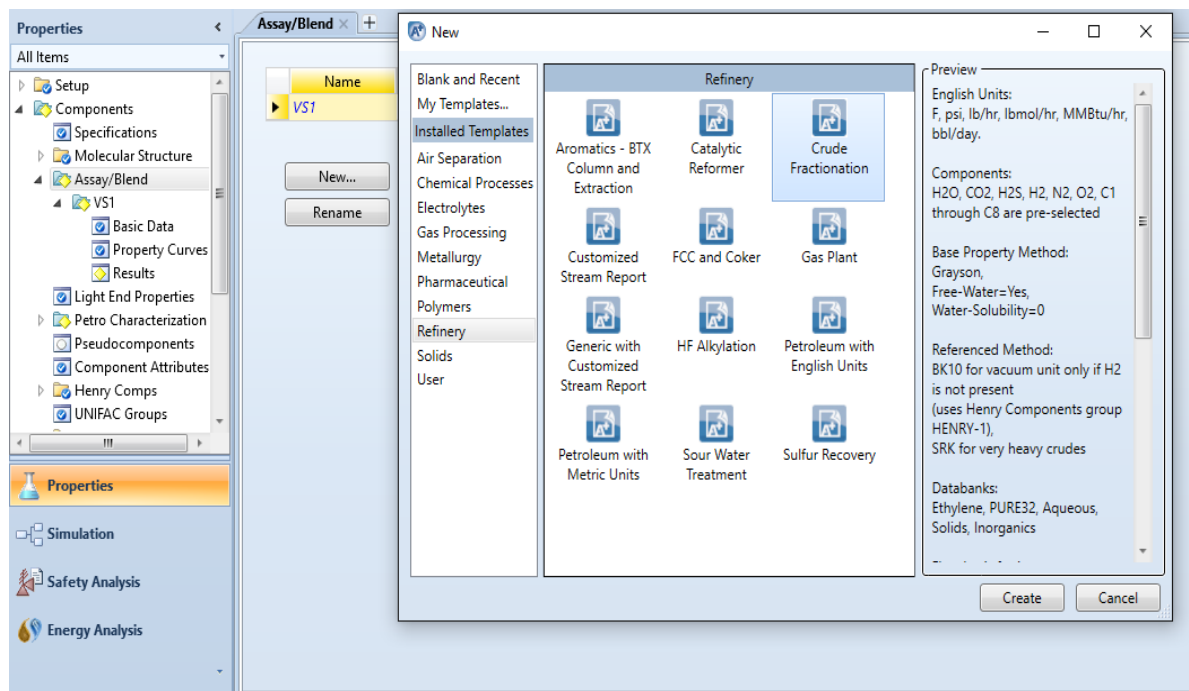 Properties
All Items
Setup
Components
Specifications
Molecular Structure
Assay/Blend
VS1
Basic Data
Property Curves
Results
Light End Properties
Petro Characterization
Pseudocomponents
Component Attributes
Henry Comps
UNIFAC Groups
Properties
Simulation
Safety Analysis
Energy Analysis
Assay/Blend
Name
VS1
New...
Rename
New
Blank and Recent
My Templates...
Installed Templates
Air Separation
Chemical Processes
Electrolytes
Gas Processing
Metallurgy
Pharmaceutical
Polymers
Refinery
Solids
User
Refinery
Aromatics - BTX
Column and
Extraction
Catalytic
Reformer
Crude
Fractionation
Customized
Stream Report
FCC and Coker
Gas Plant
Generic with
Customized
Stream Report
HF Alkylation
Petroleum with
English Units
Petroleum with
Metric Units
Sour Water
Treatment
Sulfur Recovery
Preview
English Units:
F, psi, lb/hr, lbmol/hr, MMBtu/hr,
bbl/day.
Components:
H2O, CO2, H2S, H2, N2, O2, C1
through C8 are pre-selected
Base Property Method:
Grayson,
Free-Water=Yes,
Water-Solubility=0
Referenced Method:
BK10 for vacuum unit only if H2
is not present
(uses Henry Components group
HENRY-1),
SRK for very heavy crudes
Databanks:
Ethylene, PURE32, Aqueous,
Solids, Inorganics
Create
Cancel